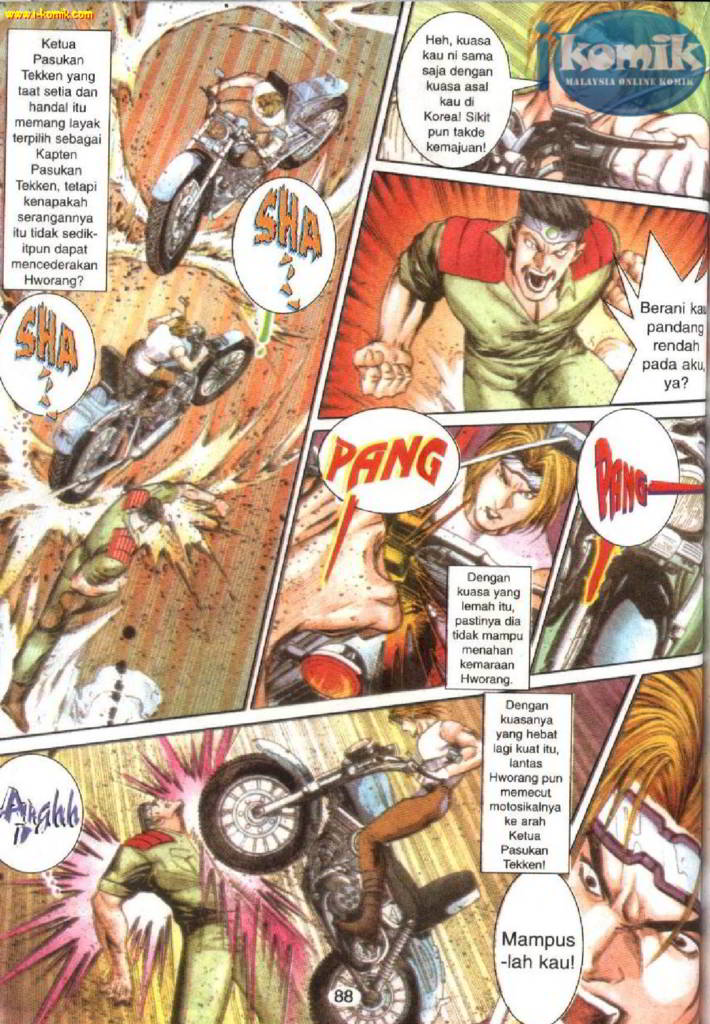 www.i-komik.com
Ketua
Pasukan
Tekken yang
taat setia dan
handal itu
memang layak
terpilih sebagai
Kapten
Pasukan
Tekken, tetapi
kenapakah
serangannya
itu tidak sedik-
itpun dapat
mencederakan
Hworang?
SHA
SHA
Heh, kuasa
kau ni sama
saja dengan
kuasa asal
kau di
Korea! Sikit
pun takde
kemajuan!
ikomik
MALAYSIA ONLINE KOMIK
Berani kau
pandang
rendah
pada aku,
ya?
PANG
PANG
Dengan
kuasa yang
lemah itu,
pastinya dia
tidak mampu
menahan
kemaraan
Hworang.
Arghh
Dengan
kuasanya
yang hebat
lagi kuat itu,
lantas
Hworang pun
memecut
motosikalnya
ke arah
Ketua
Pasukan
Tekken!
Mampus
-lah kau!
88